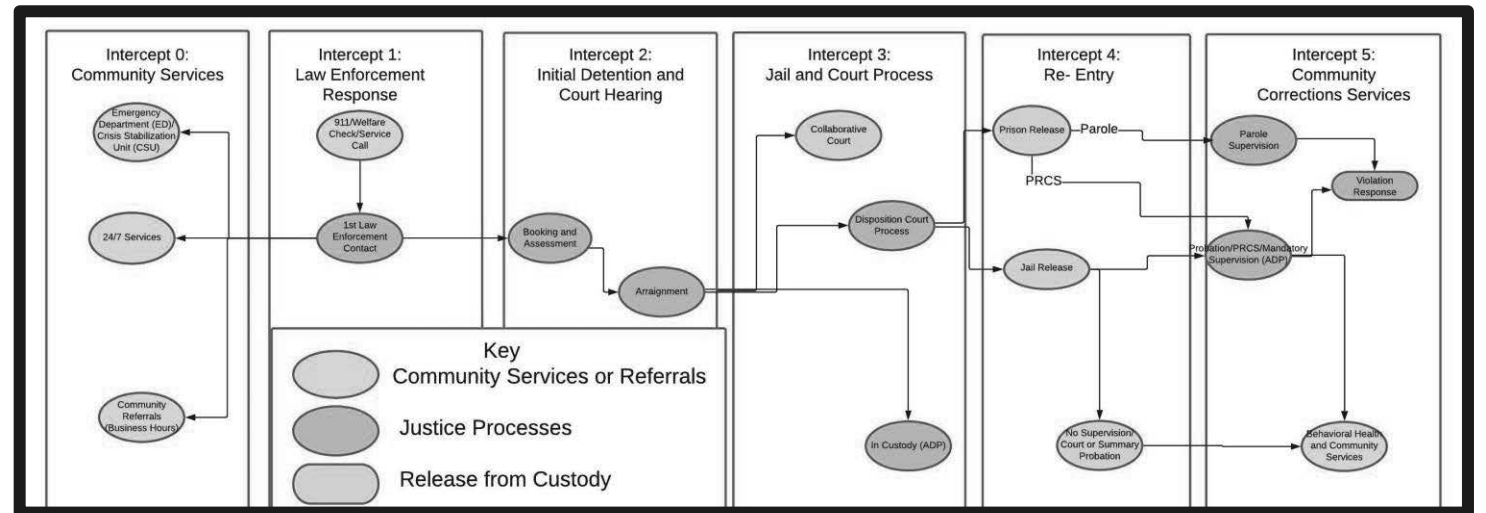 Intercept 0:
Community Services
Emergency
Department (ED)/
Crisis Stabilization
Unit (CSU)
24/7 Services
Community
Referrals
(Business Hours)
Intercept 1:
Law Enforcement
Response
911/Welfare
Check/Service
Call
1st Law
Enforcement
Contact
Intercept 2:
Initial Detention and
Court Hearing
Booking and
Assessment
Arraignment
Intercept 3:
Jail and Court Process
Collaborative
Court
Disposition Court
Process
In Custody (ADP)
Intercept 4:
Re- Entry
Prison Release
Parole
PRCS
Jail Release
No Supervision/
Court or Summary
Probation
Intercept 5:
Community
Corrections Services
Parole
Supervision
Violation
Response
Probation/PRCS/Mandatory
Supervision (ADP)
Behavioral Health
and Community
Services
Key
Community Services or Referrals
Justice Processes
Release from Custody